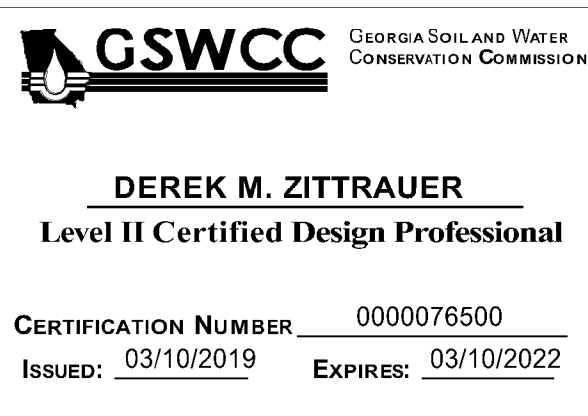 GSWCC
GEORGIA SOIL AND WATER
CONSERVATION COMMISSION
DEREK M. ZITTRAUER
Level II Certified Design Professional
CERTIFICATION NUMBER 0000076500
ISSUED: 03/10/2019 EXPIRES: 03/10/2022